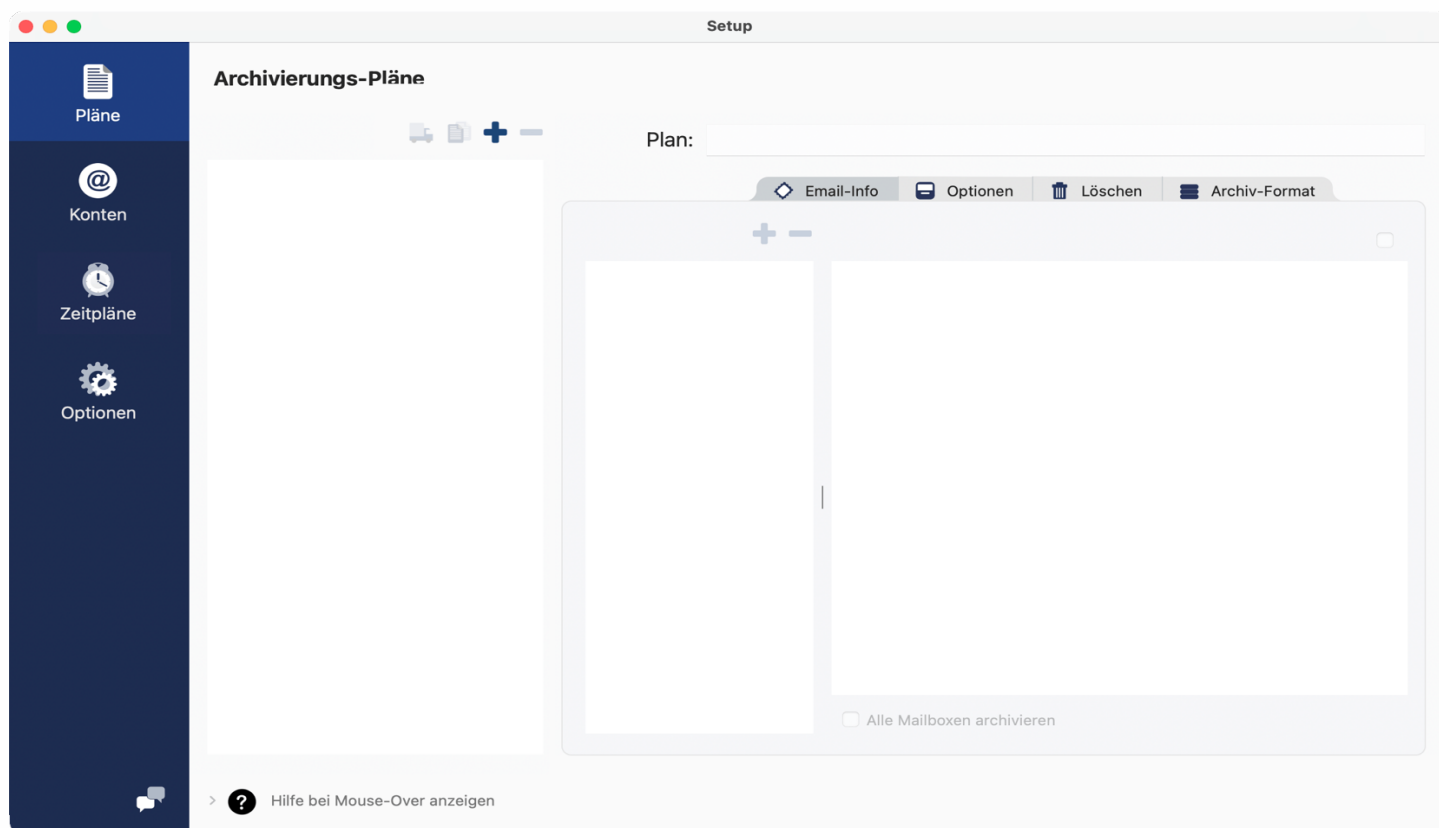 Setup
Pläne
Konten
Zeitpläne
Optionen
Archivierungs-Pläne
Plan:
Email-Info Optionen Löschen Archiv-Format
Alle Mailboxen archivieren
? Hilfe bei Mouse-Over anzeigen